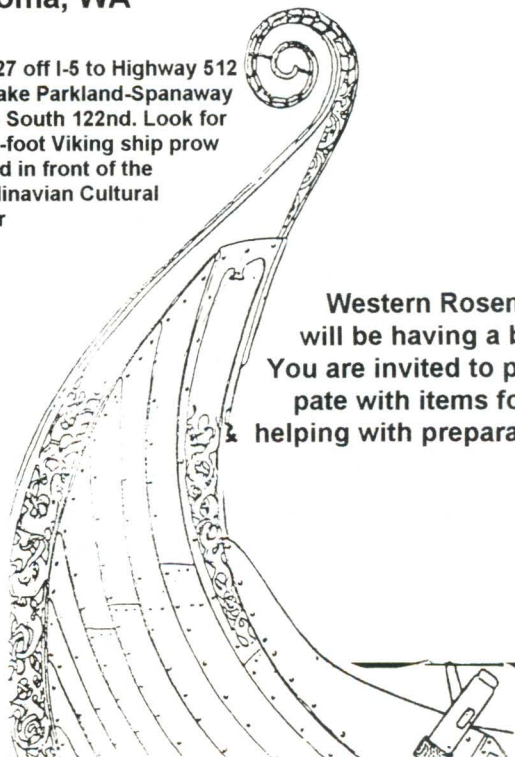 oma, WA
27 off I-5 to Highway 512
ake Parkland-Spanaway
South 122nd. Look for
-foot Viking ship prow
d in front of the
linavian Cultural
r
Western Rosen
will be having a b
You are invited to p
pate with items fo
& helping with prepara